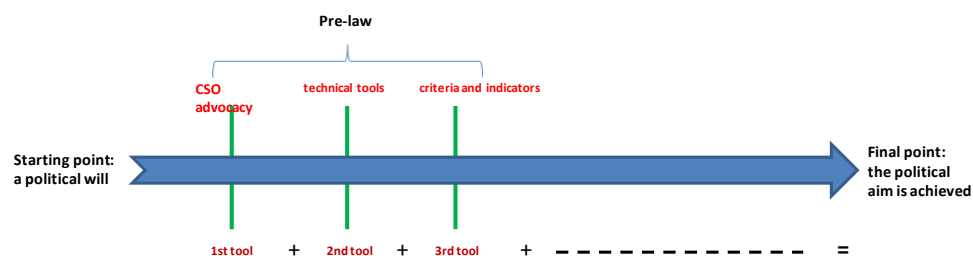 Pre-law
CSO
advocacy
technical tools
criteria and indicators
Starting point:
a political will
Final point:
the political
aim is achieved
1st tool + 2nd tool + 3rd tool + _ _ _ _ _ _ _ _ _ _ _ =